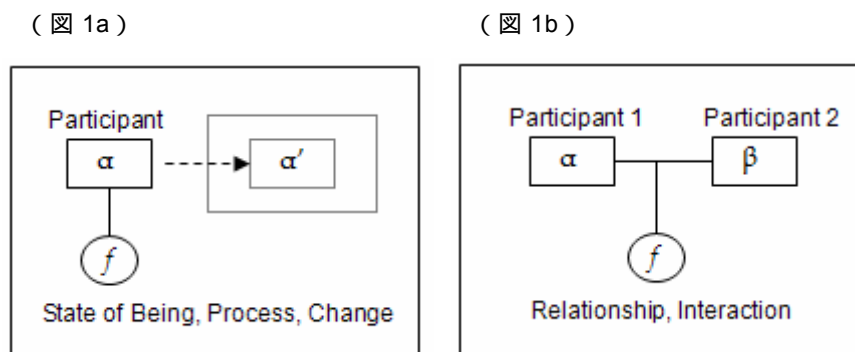 （図 1a）
（図 1b）
Participant
α
α′
f
State of Being, Process, Change
Participant 1
Participant 2
α
β
f
Relationship, Interaction